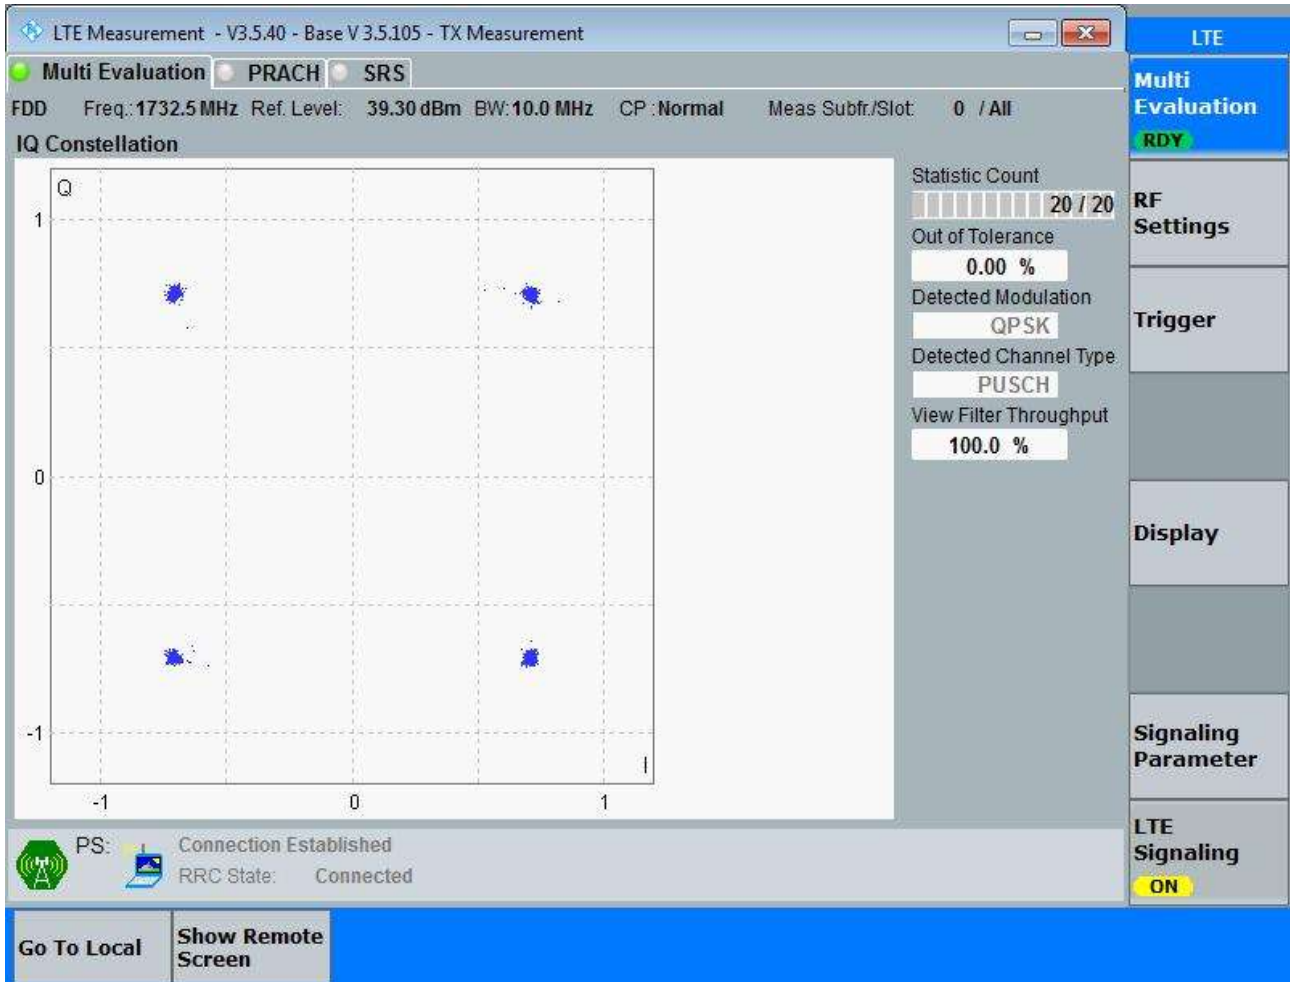 LTE Measurement - V3.5.40 - Base V 3.5.105 - TX Measurement
LTE
Multi Evaluation PRACH SRS
FDD Freq.: 1732.5 MHz Ref. Level: 39.30 dBm BW: 10.0 MHz CP : Normal Meas Subfr./Slot: 0 / All
IQ Constellation
Q
1
0
-1
I
-1 0 1
Statistic Count
20 / 20
Out of Tolerance
0.00 %
Detected Modulation
QPSK
Detected Channel Type
PUSCH
View Filter Throughput
100.0 %
PS: Connection Established
RRC State: Connected
Multi
Evaluation
RDY
RF
Settings
Trigger
Display
Signaling
Parameter
LTE
Signaling
ON
Go To Local
Show Remote
Screen